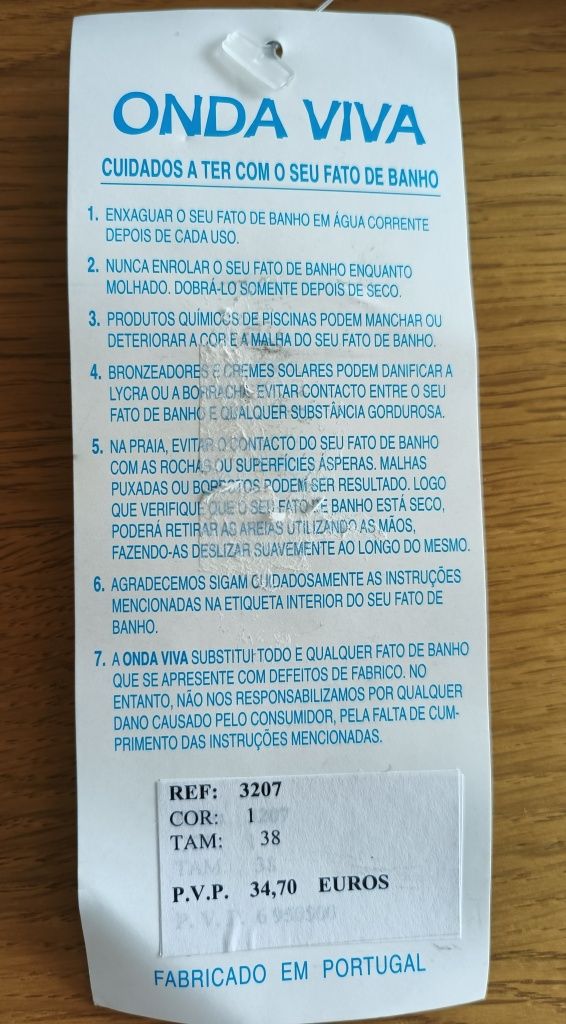 ONDA VIVA
CUIDADOS A TER COM O SEU FATO DE BANHO
1. ENXAGUAR O SEU FATO DE BANHO EM ÁGUA CORRENTE
DEPOIS DE CADA USO.
2. NUNCA ENROLAR O SEU FATO DE BANHO ENQUANTO
MOLHADO. DOBRÁ-LO SOMENTE DEPOIS DE SECO.
3. PRODUTOS QUÍMICOS DE PISCINAS PODEM MANCHAR OU
DETERIORAR A COR E A MALHA DO SEU FATO DE BANHO.
4. BRONZEADORES E CREMES SOLARES PODEM DANIFICAR A
LYCRA OU A BORRACHA. EVITAR CONTACTO ENTRE O SEU
FATO DE BANHO E QUALQUER SUBSTÂNCIA GORDUROSA.
5. NA PRAIA, EVITAR O CONTACTO DO SEU FATO DE BANHO
COM AS ROCHAS OU SUPERFÍCIES ÁSPERAS. MALHAS
PUXADAS OU BORBOTOS PODEM SER RESULTADO. LOGO
QUE VERIFIQUE QUE O SEU FATO DE BANHO ESTÁ SECO,
PODERÁ RETIRAR AS AREIAS UTILIZANDO AS MÃOS,
FAZENDO-AS DESLIZAR SUAVEMENTE AO LONGO DO MESMO.
6. AGRADECEMOS SIGAM CUIDADOSAMENTE AS INSTRUÇÕES
MENCIONADAS NA ETIQUETA INTERIOR DO SEU FATO DE
BANHO.
7. A ONDA VIVA SUBSTITUI TODO E QUALQUER FATO DE BANHO
QUE SE APRESENTE COM DEFEITOS DE FABRICO. NO
ENTANTO, NÃO NOS RESPONSABILIZAMOS POR QUALQUER
DANO CAUSADO PELO CONSUMIDOR, PELA FALTA DE CUM-
PRIMENTO DAS INSTRUÇÕES MENCIONADAS.
REF: 3207
COR: 1
TAM: 38
P.V.P. 34,70 EUROS
FABRICADO EM PORTUGAL